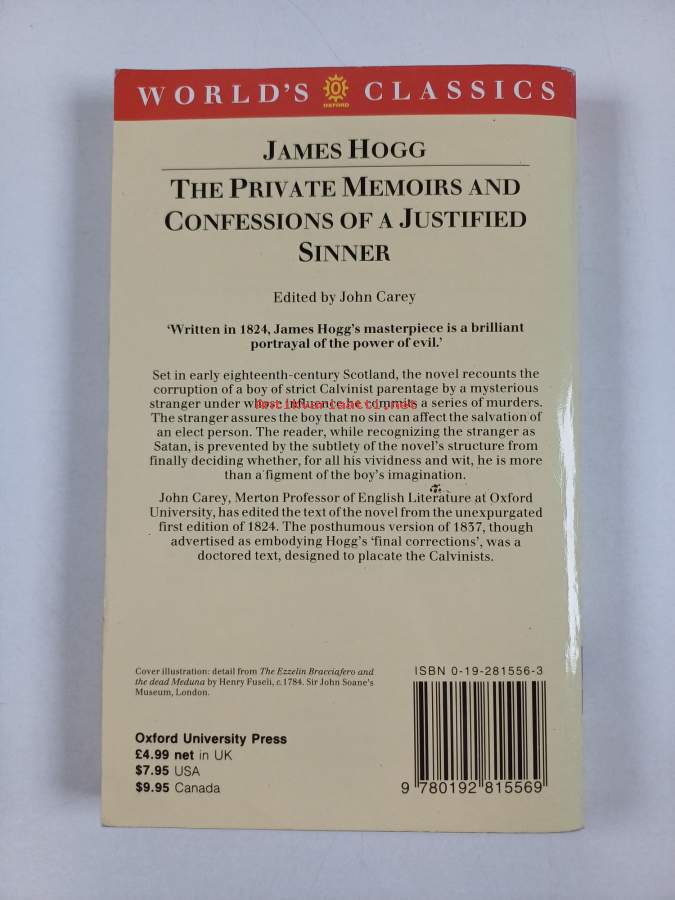 WORLD'S OXFORD CLASSICS
JAMES HOGG
THE PRIVATE MEMOIRS AND
CONFESSIONS OF A JUSTIFIED
SINNER
Edited by John Carey
'Written in 1824, James Hogg's masterpiece is a brilliant
portrayal of the power of evil.'
Set in early eighteenth-century Scotland, the novel recounts the
corruption of a boy of strict Calvinist parentage by a mysterious
stranger under whose influence he commits a series of murders.
Antikvariaatti.net
The stranger assures the boy that no sin can affect the salvation of
an elect person. The reader, while recognizing the stranger as
Satan, is prevented by the subtlety of the novel's structure from
finally deciding whether, for all his vividness and wit, he is more
than a figment of the boy's imagination.
John Carey, Merton Professor of English Literature at Oxford
University, has edited the text of the novel from the unexpurgated
first edition of 1824. The posthumous version of 1837, though
advertised as embodying Hogg's 'final corrections', was a
doctored text, designed to placate the Calvinists.
Cover illustration: detail from The Ezzelin Bracciafero and
the dead Meduna by Henry Fuseli, c. 1784. Sir John Soane's
Museum, London.
ISBN 0-19-281556-3
Oxford University Press
£4.99 net in UK
$7.95 USA
$9.95 Canada
9 780192 815569